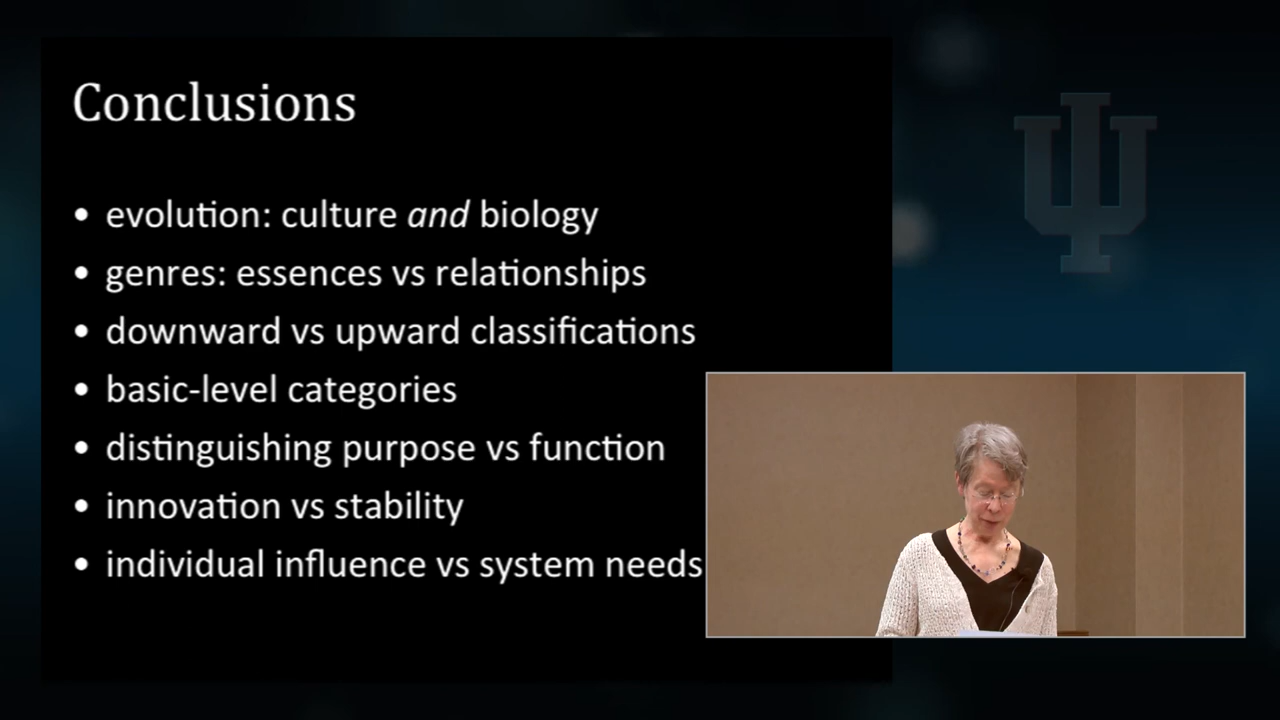 Conclusions
• evolution: culture and biology
• genres: essences vs relationships
• downward vs upward classifications
• basic-level categories
• distinguishing purpose vs function
• innovation vs stability
• individual influence vs system needs